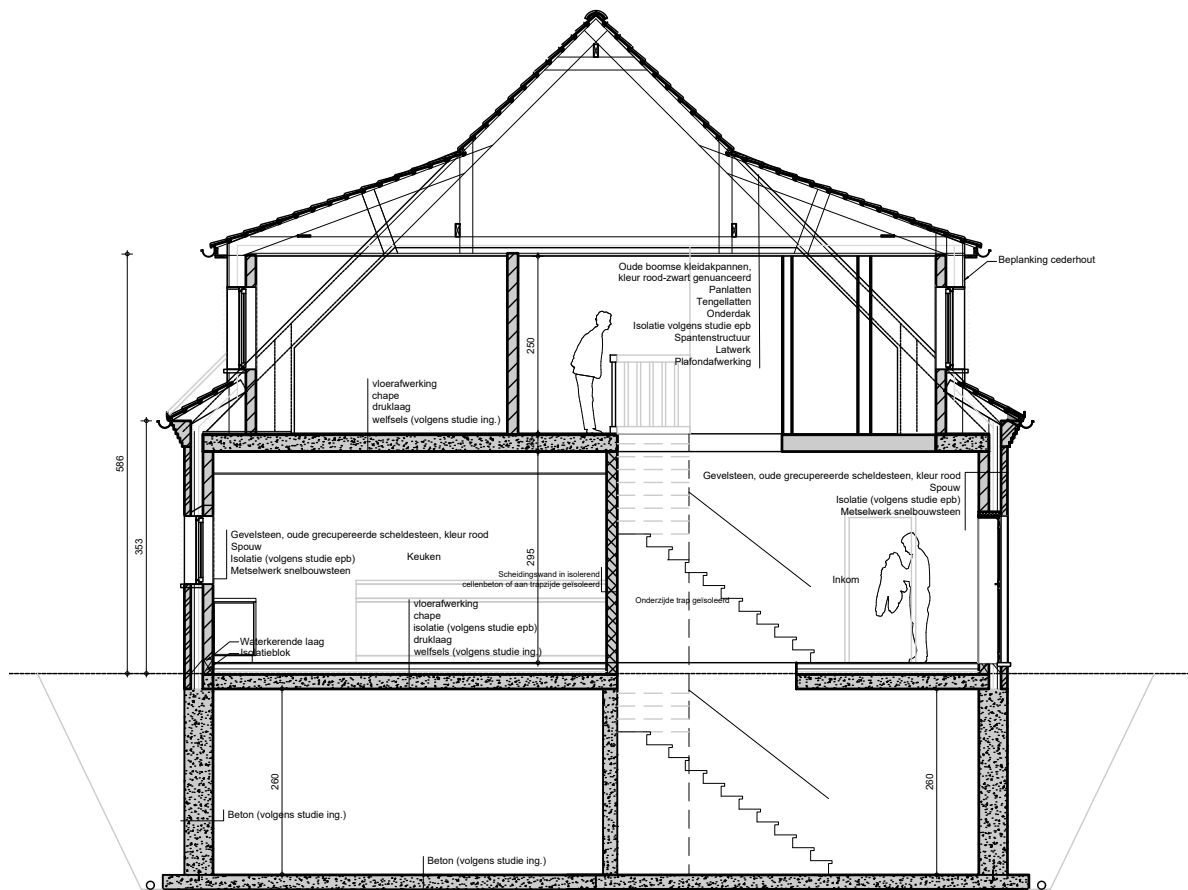 Beplanking cederhout
Oude boomse kleidakpannen,
kleur rood-zwart genuanceerd
Panlatten
Tengellatten
Onderdak
Isolatie volgens studie epb
Spantenstructuur
Latwerk
Plafondafwerking
250
vloerafwerking
chape
druklaag
welfsels (volgens studie ing.)
586
353
Gevelsteen, oude grecupereerde scheldesteen, kleur rood
Spouw
Isolatie (volgens studie epb)
Metselwerk snelbouwsteen
Gevelsteen, oude grecupereerde scheldesteen, kleur rood
Spouw
Isolatie (volgens studie epb)
Metselwerk snelbouwsteen
Keuken
295
Scheidingswand in isolerend
cellenbeton of aan trapzijde geïsoleerd
Inkom
Onderzijde trap geïsoleerd
vloerafwerking
chape
isolatie (volgens studie epb)
druklaag
welfsels (volgens studie ing.)
Waterkerende laag
Isolatieblok
260
260
Beton (volgens studie ing.)
Beton (volgens studie ing.)